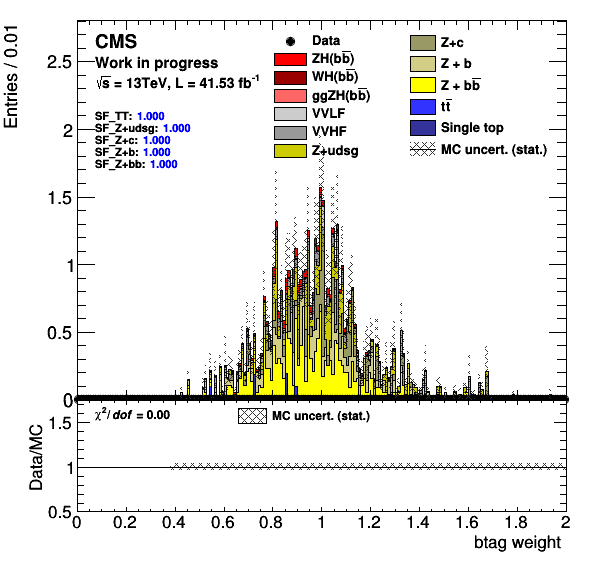 Entries / 0.01
2.5
2
1.5
1
0.5
0
CMS
Work in progress
√s = 13TeV, L = 41.53 fb⁻¹
SF_TT: 1.000
SF_Z+udsg: 1.000
SF_Z+c: 1.000
SF_Z+b: 1.000
SF_Z+bb: 1.000
Data
ZH(bb̅)
WH(bb̅)
ggZH(bb̅)
VVLF
VVHF
Z+udsg
Z+c
Z + b
Z + bb̅
tt̅
Single top
MC uncert. (stat.)
χ²/dof = 0.00
MC uncert. (stat.)
Data/MC
1.5
1
0.5
0 0.2 0.4 0.6 0.8 1 1.2 1.4 1.6 1.8 2
btag weight